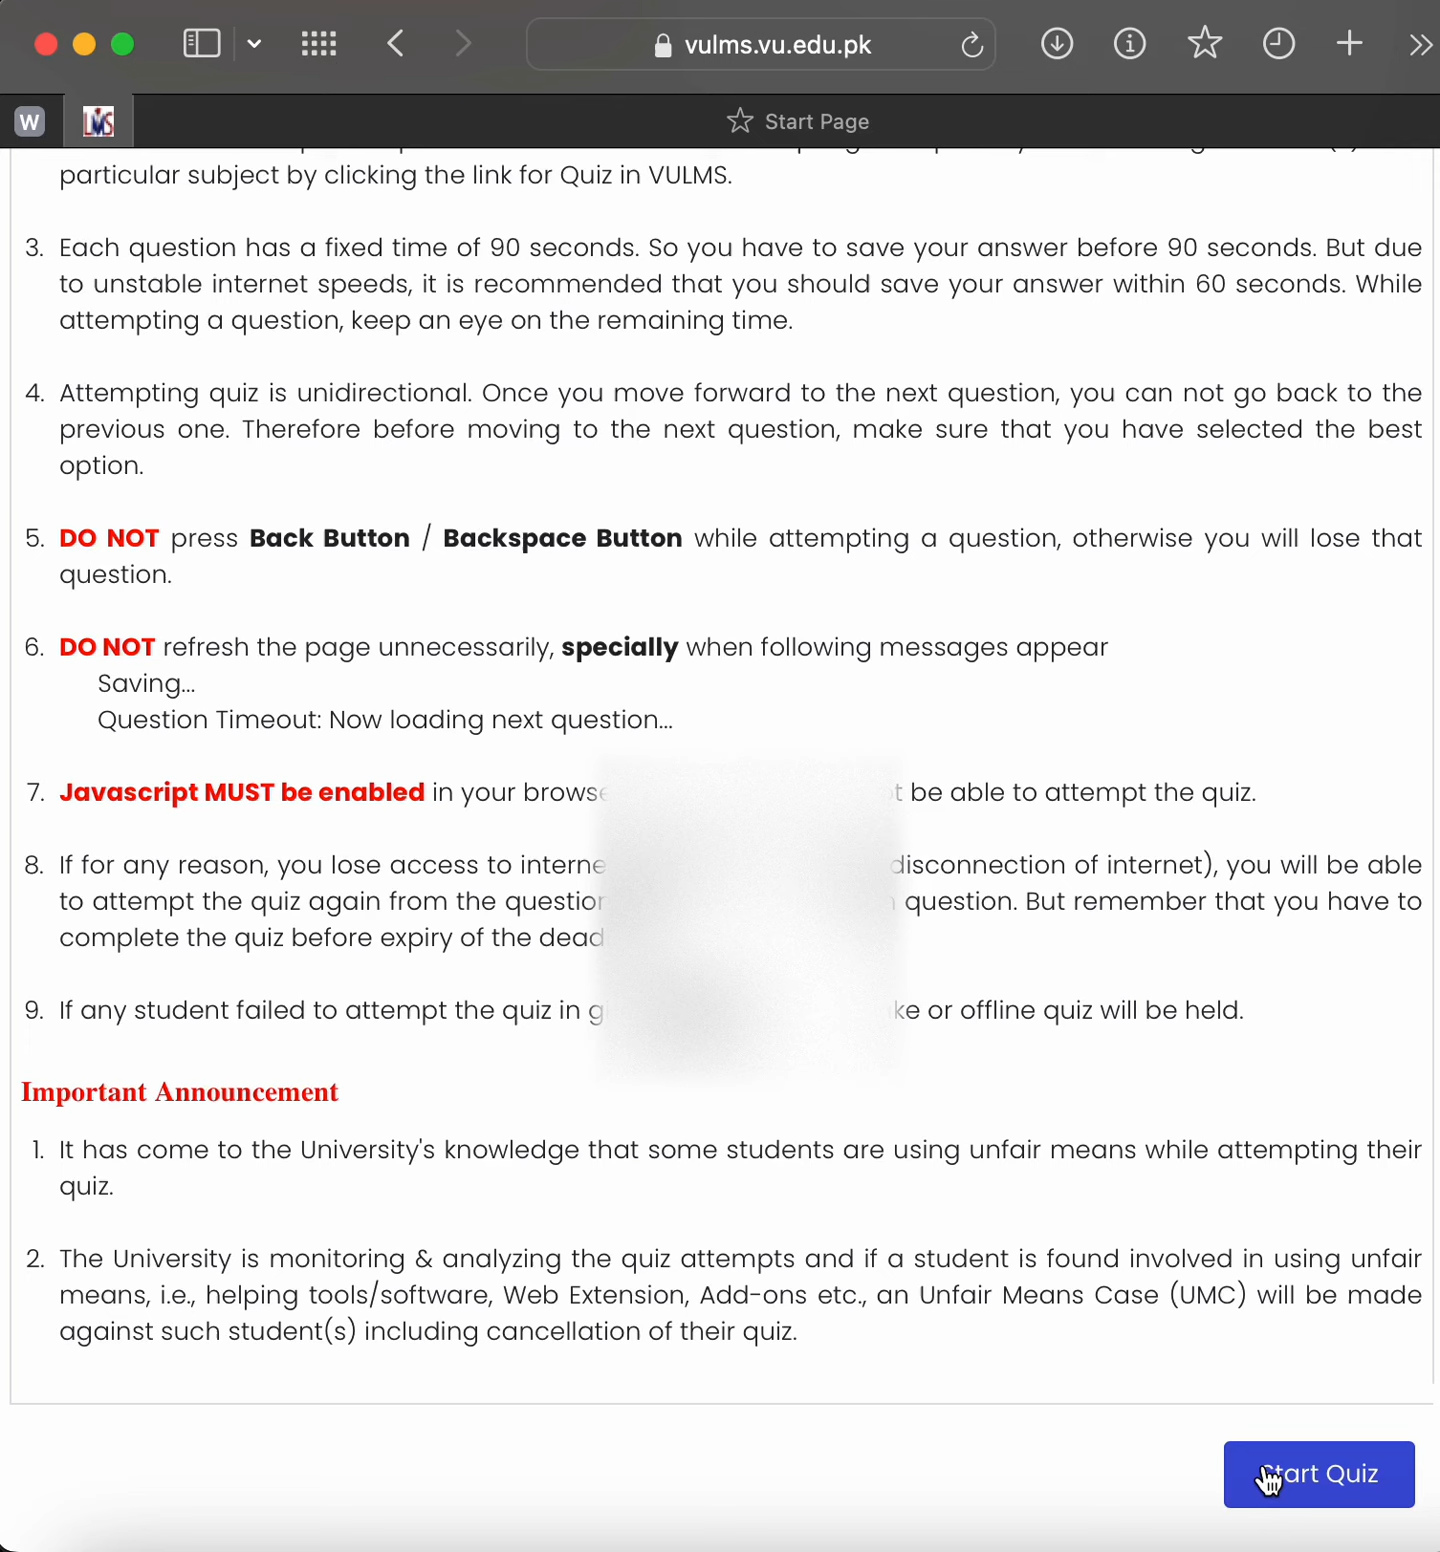 vulms.vu.edu.pk
W
LMS
Start Page
particular subject by clicking the link for Quiz in VULMS.
3. Each question has a fixed time of 90 seconds. So you have to save your answer before 90 seconds. But due
to unstable internet speeds, it is recommended that you should save your answer within 60 seconds. While
attempting a question, keep an eye on the remaining time.
4. Attempting quiz is unidirectional. Once you move forward to the next question, you can not go back to the
previous one. Therefore before moving to the next question, make sure that you have selected the best
option.
5. DO NOT press Back Button / Backspace Button while attempting a question, otherwise you will lose that
question.
6. DO NOT refresh the page unnecessarily, specially when following messages appear
Saving...
Question Timeout: Now loading next question...
7. Javascript MUST be enabled in your be able to attempt the quiz.
8. If for any reason, you lose access to disconnection of internet), you will be able
to attempt the quiz again from the question. But remember that you have to
complete the quiz before expiry of the
9. If any student failed to attempt the quiz in or offline quiz will be held.
Important Announcement
1. It has come to the University's knowledge that some students are using unfair means while attempting their
quiz.
2. The University is monitoring & analyzing the quiz attempts and if a student is found involved in using unfair
means, i.e., helping tools/software, Web Extension, Add-ons etc., an Unfair Means Case (UMC) will be made
against such student(s) including cancellation of their quiz.
Start Quiz